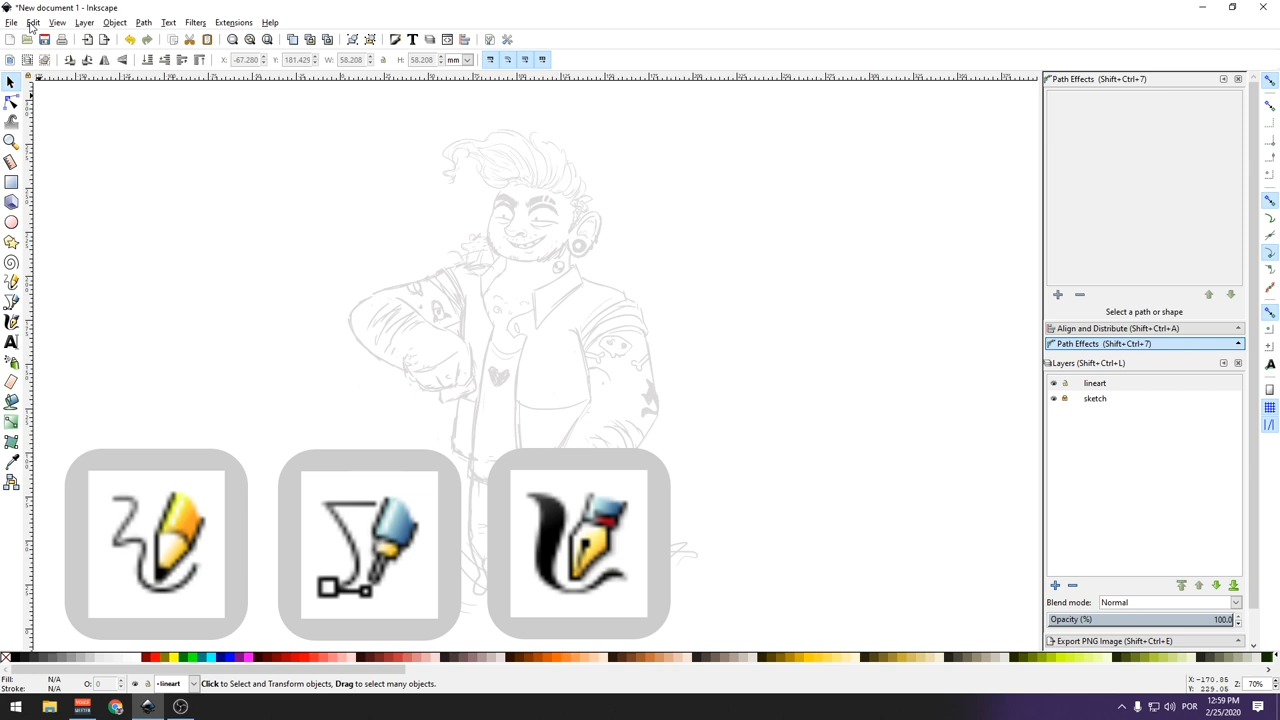 *New document 1 - Inkscape
File Edit View Layer Object Path Text Filters Extensions Help
X: -67.280 Y: 181.429 W: 58.208 H: 58.208 mm
Path Effects (Shift+Ctrl+7)
Select a path or shape
Align and Distribute (Shift+Ctrl+A)
Path Effects (Shift+Ctrl+7)
Layers (Shift+Ctrl+L)
lineart
sketch
Blend mode: Normal
Opacity (%) 100.0
Export PNG Image (Shift+Ctrl+E)
Fill: N/A
Stroke: N/A
O: 0
lineart
Click to Select and Transform objects, Drag to select many objects.
X: -170.85
Y: 229.05
Z: 70%
POR
12:59 PM
2/25/2020